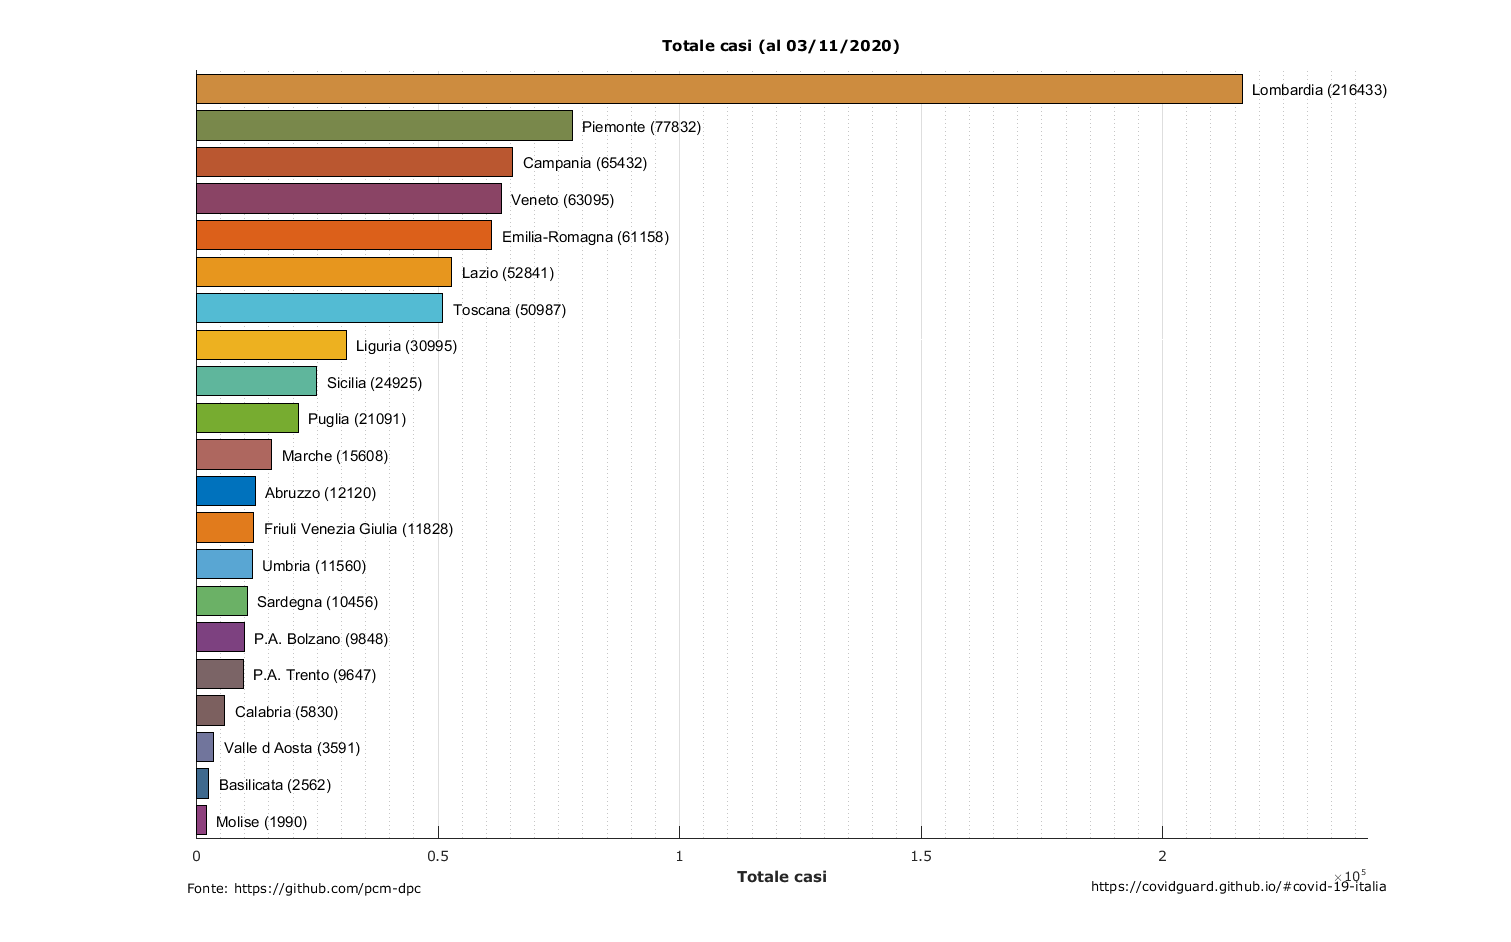 Totale casi (al 03/11/2020)
Lombardia (216433)
Piemonte (77832)
Campania (65432)
Veneto (63095)
Emilia-Romagna (61158)
Lazio (52841)
Toscana (50987)
Liguria (30995)
Sicilia (24925)
Puglia (21091)
Marche (15608)
Abruzzo (12120)
Friuli Venezia Giulia (11828)
Umbria (11560)
Sardegna (10456)
P.A. Bolzano (9848)
P.A. Trento (9647)
Calabria (5830)
Valle d Aosta (3591)
Basilicata (2562)
Molise (1990)
0 0.5 1 1.5 2
×10⁵
Totale casi
Fonte: https://github.com/pcm-dpc
https://covidguard.github.io/#covid-19-italia